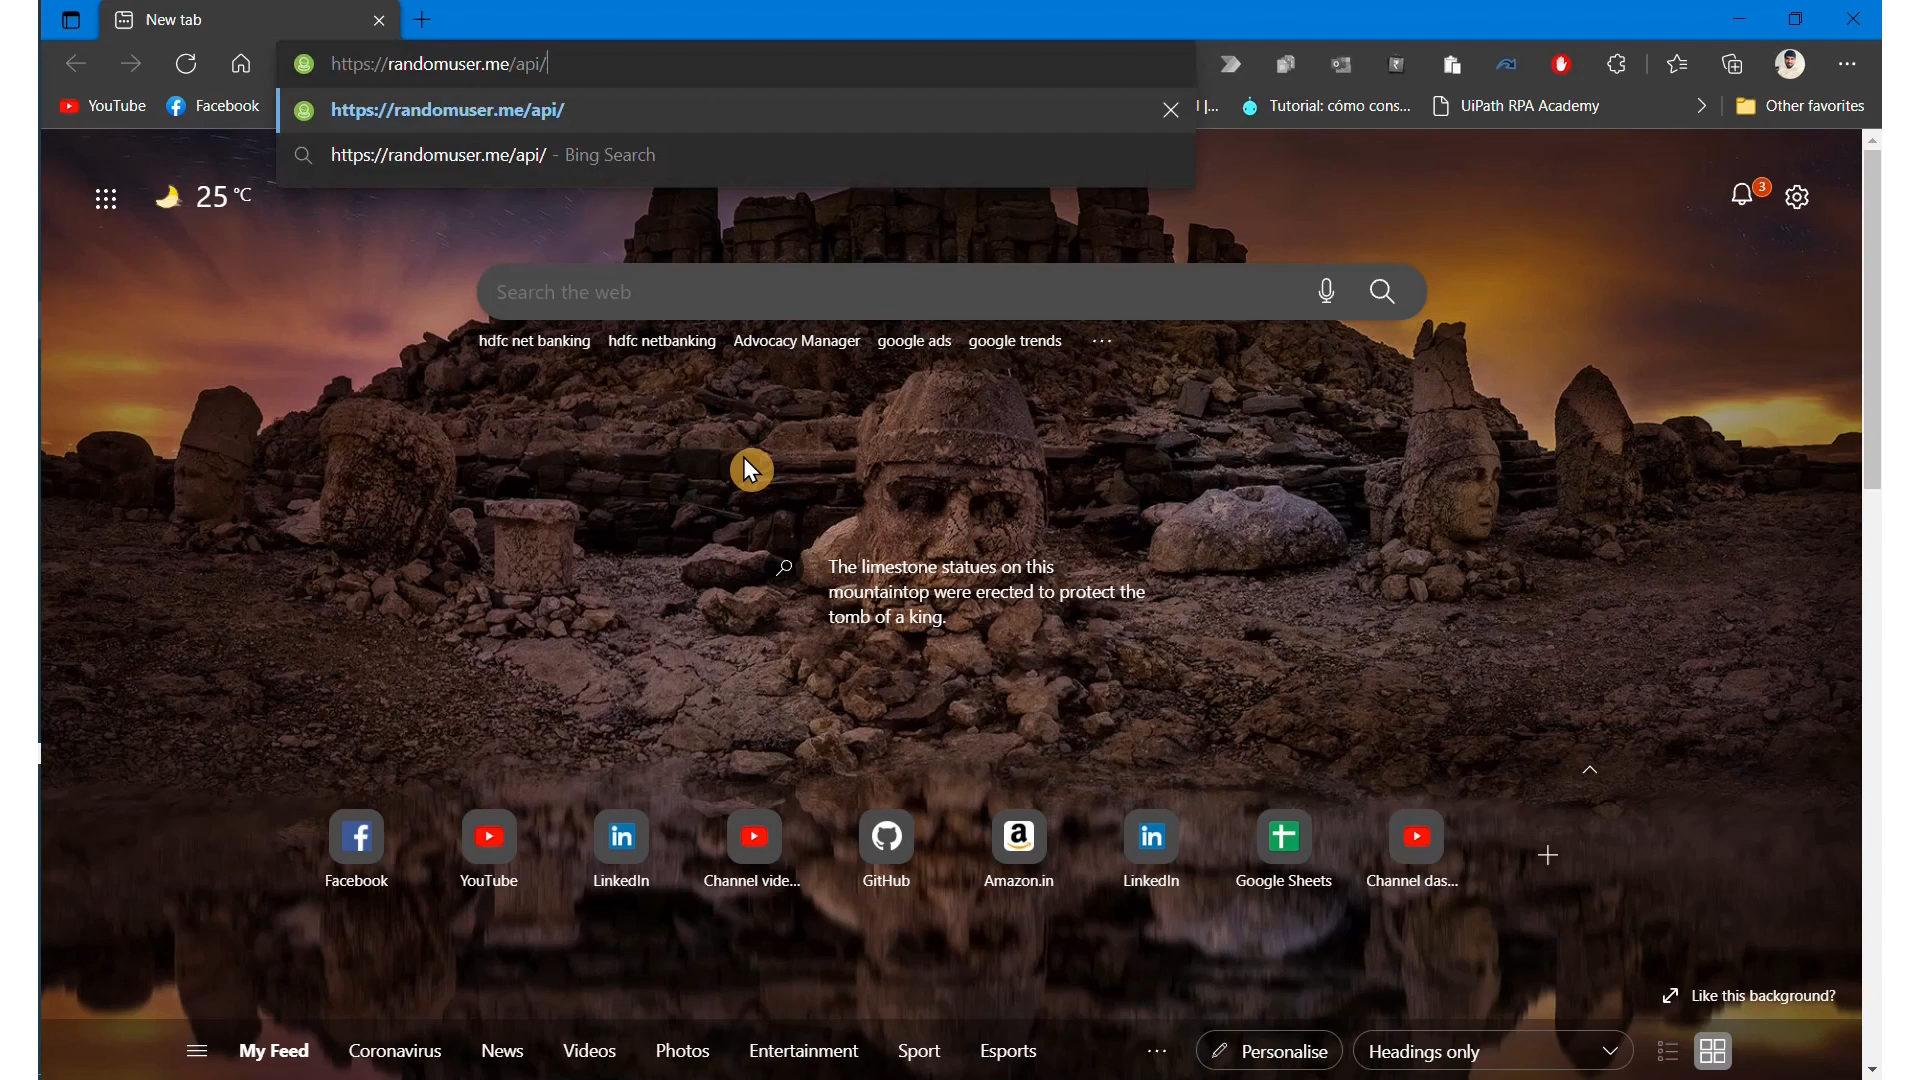 New tab
https://randomuser.me/api/
YouTube
Facebook
https://randomuser.me/api/
|...
Tutorial: cómo cons...
UiPath RPA Academy
Other favorites
https://randomuser.me/api/ - Bing Search
25 °C
3
Search the web
hdfc net banking
hdfc netbanking
Advocacy Manager
google ads
google trends
The limestone statues on this
mountaintop were erected to protect the
tomb of a king.
Facebook
YouTube
LinkedIn
Channel vide...
GitHub
Amazon.in
LinkedIn
Google Sheets
Channel das...
Like this background?
My Feed
Coronavirus
News
Videos
Photos
Entertainment
Sport
Esports
Personalise
Headings only